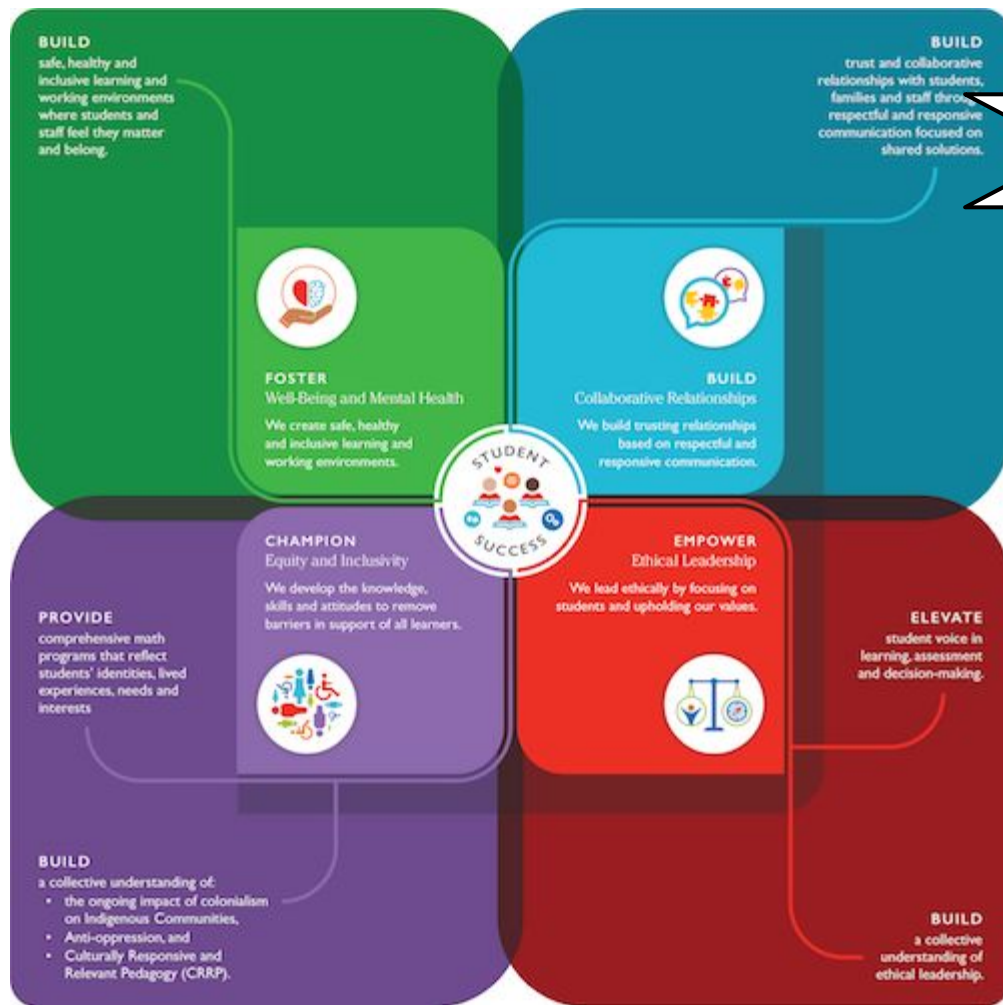 BUILD
safe, healthy and
inclusive learning and
working environments
where students and
staff feel they matter
and belong.
BUILD
trust and collaborative
relationships with students,
families and staff through
respectful and responsive
communication focused on
shared solutions.
FOSTER
Well-Being and Mental Health
We create safe, healthy
and inclusive learning and
working environments.
BUILD
Collaborative Relationships
We build trusting relationships
based on respectful and
responsive communication.
STUDENT
SUCCESS
CHAMPION
Equity and Inclusivity
We develop the knowledge,
skills and attitudes to remove
barriers in support of all learners.
EMPOWER
Ethical Leadership
We lead ethically by focusing on
students and upholding our values.
PROVIDE
comprehensive math
programs that reflect
students' identities, lived
experiences, needs and
interests
ELEVATE
student voice in
learning, assessment
and decision-making.
BUILD
a collective understanding of:
• the ongoing impact of colonialism
on Indigenous Communities,
• Anti-oppression, and
• Culturally Responsive and
Relevant Pedagogy (CRRP).
BUILD
a collective
understanding of
ethical leadership.